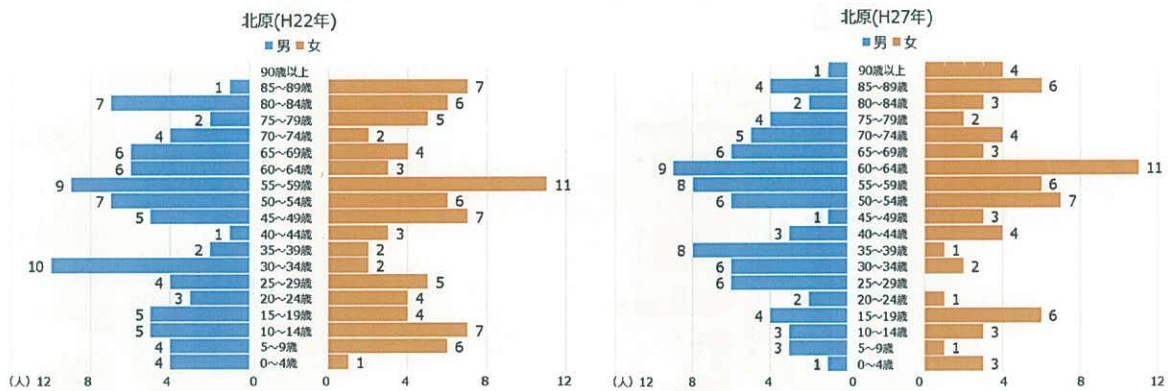 北原(H22年)
■男 ■女
90歳以上
1 85～89歳 7
7 80～84歳 6
2 75～79歳 5
4 70～74歳 2
6 65～69歳 4
6 60～64歳 3
9 55～59歳 11
7 50～54歳 6
5 45～49歳 7
1 40～44歳 3
2 35～39歳 2
10 30～34歳 2
4 25～29歳 5
3 20～24歳 4
5 15～19歳 4
5 10～14歳 7
4 5～9歳 6
4 0～4歳 1
(人) 12 8 4 0 0 4 8 12
北原(H27年)
■男 ■女
1 90歳以上 4
4 85～89歳 6
2 80～84歳 3
4 75～79歳 2
5 70～74歳 4
6 65～69歳 3
9 60～64歳 11
8 55～59歳 6
6 50～54歳 7
1 45～49歳 3
3 40～44歳 4
8 35～39歳 1
6 30～34歳 2
6 25～29歳
2 20～24歳 1
4 15～19歳 6
3 10～14歳 3
3 5～9歳 1
1 0～4歳 3
(人) 12 8 4 0 0 4 8 12